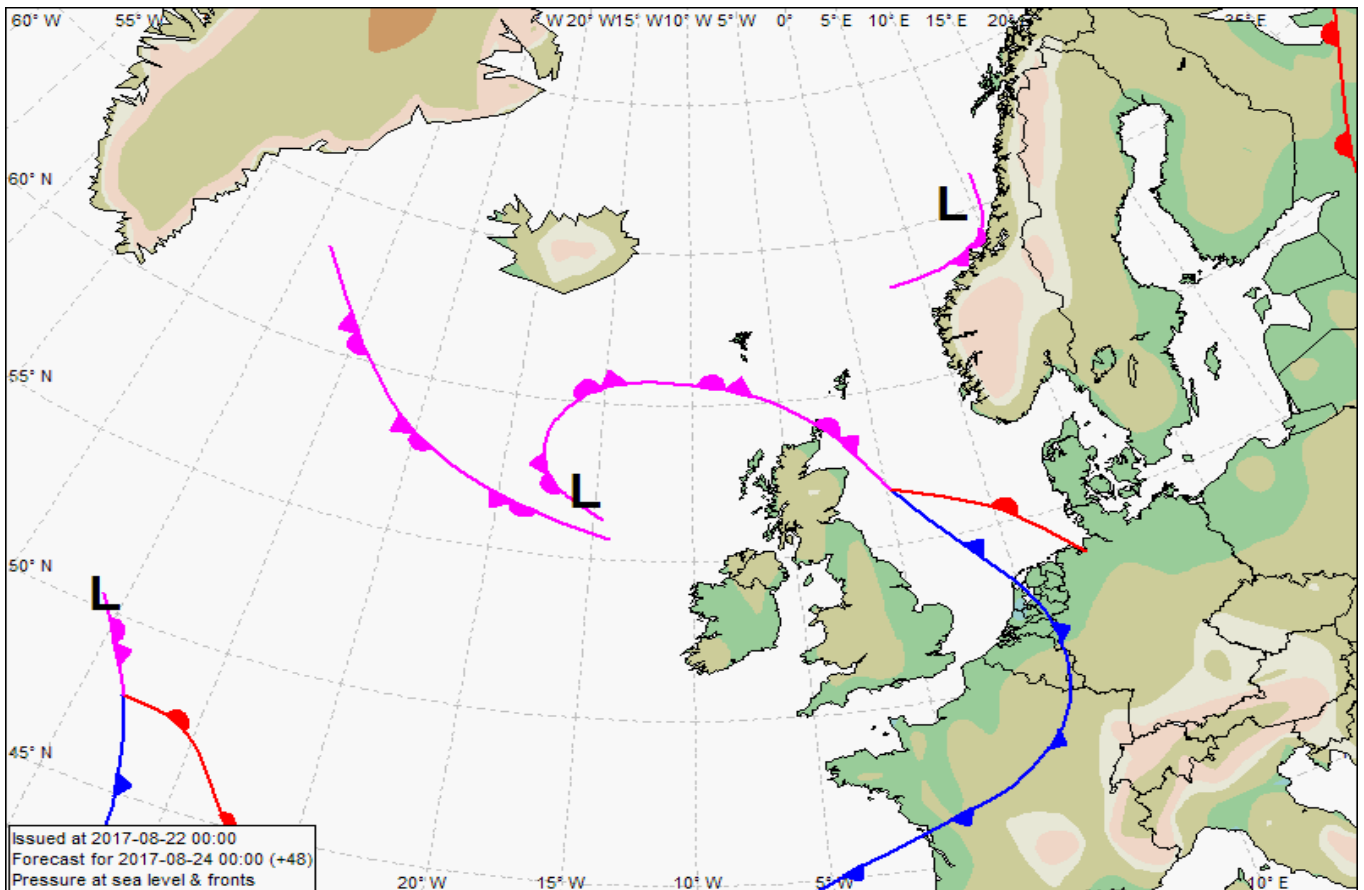 60° W 55° W W 20° W 15° W 10° W 5° W 0° 5° E 10° E 15° E 20° 25° E
60° N
L
55° N
L
50° N
L
45° N
Issued at 2017-08-22 00:00
Forecast for 2017-08-24 00:00 (+48)
Pressure at sea level & fronts
20° W 15° W 10° W 5° W 0° 5° E 10° E